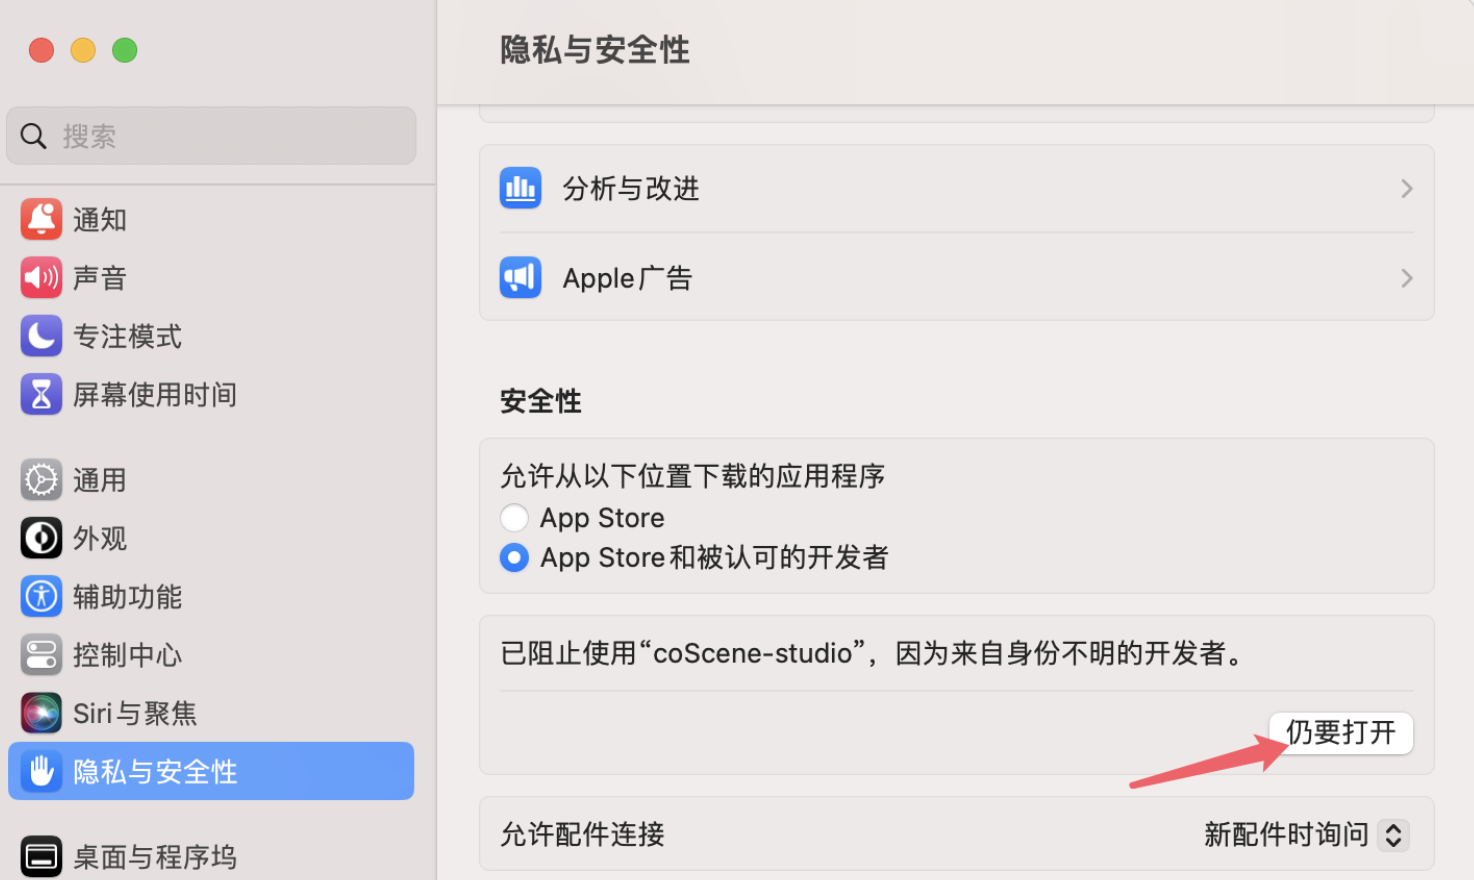 搜索
通知
声音
专注模式
屏幕使用时间
通用
外观
辅助功能
控制中心
Siri与聚焦
隐私与安全性
桌面与程序坞
隐私与安全性
分析与改进
Apple广告
安全性
允许从以下位置下载的应用程序
App Store
App Store和被认可的开发者
已阻止使用“coScene-studio”，因为来自身份不明的开发者。
仍要打开
允许配件连接 新配件时询问